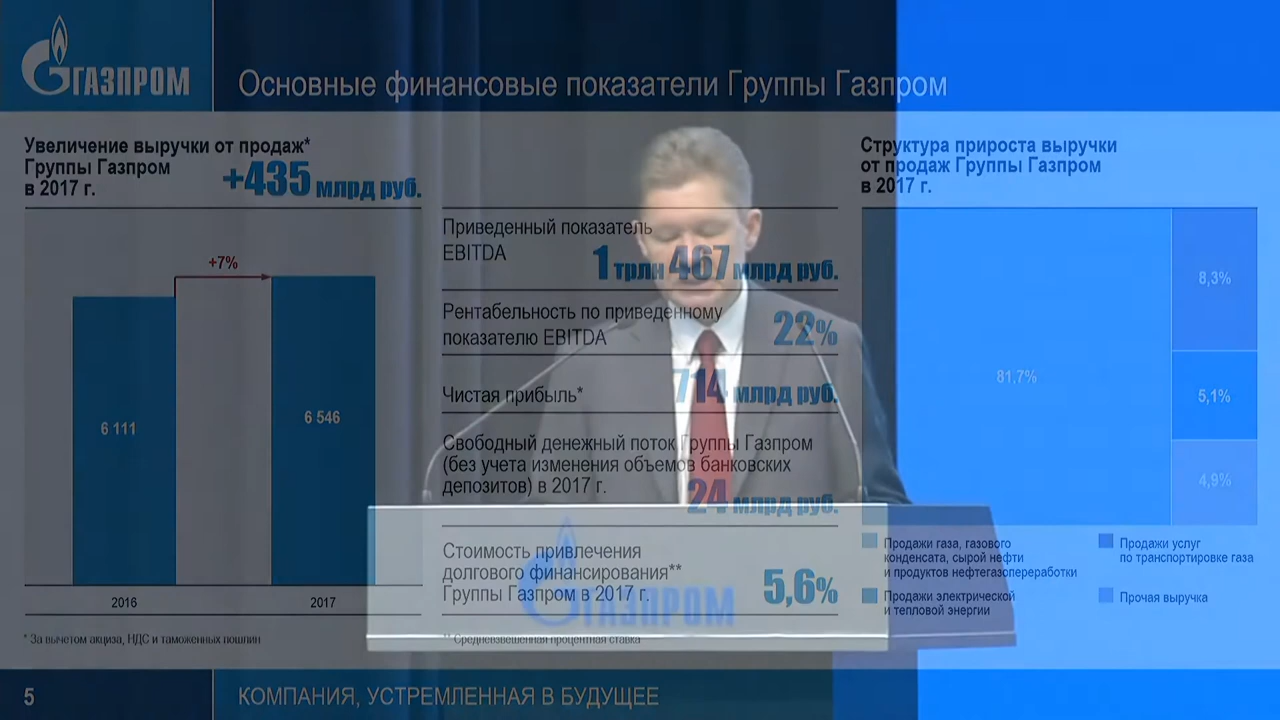 ГАЗПРОМ
Основные финансовые показатели Группы Газпром
Увеличение выручки от продаж*
Группы Газпром
в 2017 г.
+435 млрд руб.
+7%
6 111
6 546
2016
2017
* За вычетом акциза, НДС и таможенных пошлин
Приведенный показатель
EBITDA
1 трлн 467 млрд руб.
Рентабельность по приведенному
показателю EBITDA
22%
Чистая прибыль*
714 млрд руб.
Свободный денежный поток Группы Газпром
(без учета изменения объемов банковских
депозитов) в 2017 г.
24 млрд руб.
Стоимость привлечения
долгового финансирования**
Группы Газпром в 2017 г.
5,6%
ГАЗПРОМ
** Средневзвешенная процентная ставка
Структура прироста выручки
от продаж Группы Газпром
в 2017 г.
81,7%
8,3%
5,1%
4,9%
Продажи газа, газового
конденсата, сырой нефти
и продуктов нефтегазопереработки
Продажи электрической
и тепловой энергии
Продажи услуг
по транспортировке газа
Прочая выручка
5
КОМПАНИЯ, УСТРЕМЛЕННАЯ В БУДУЩЕЕ